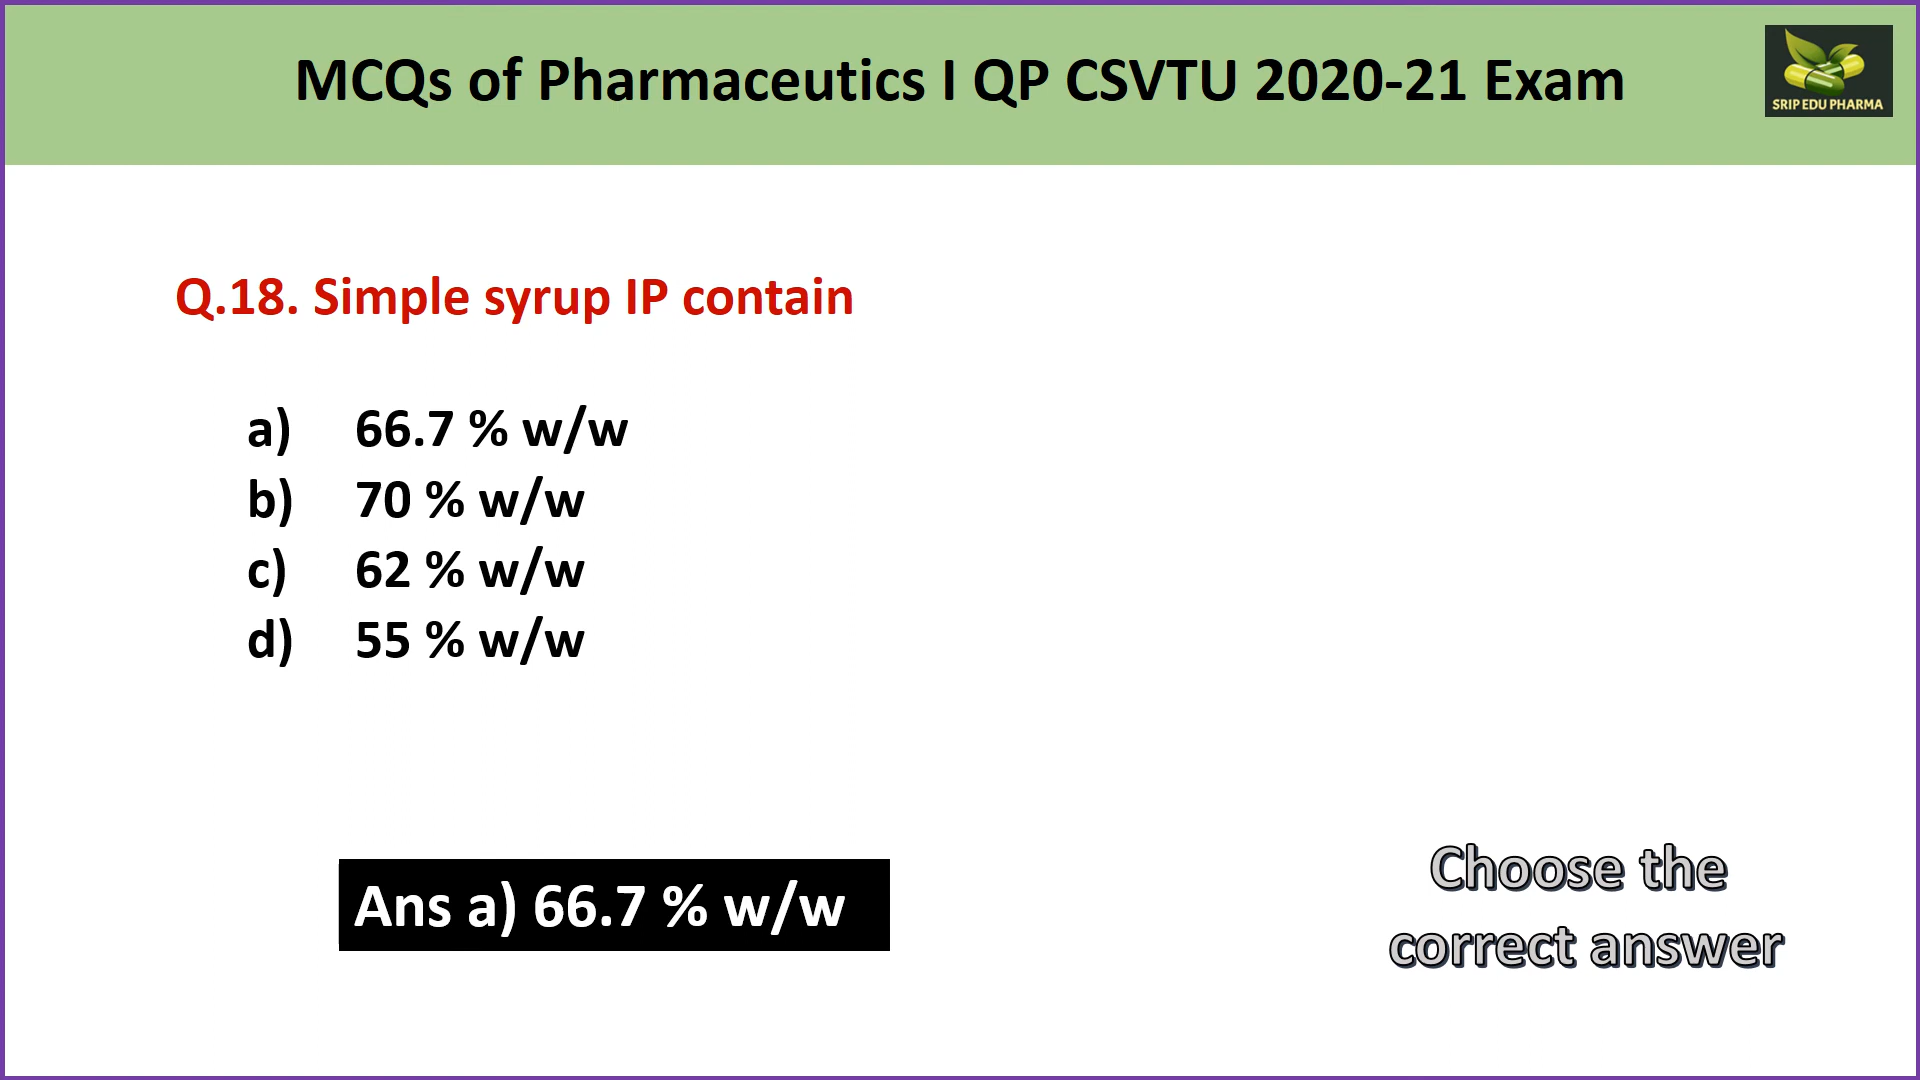 MCQs of Pharmaceutics I QP CSVTU 2020-21 Exam
SRIP EDU PHARMA
Q.18. Simple syrup IP contain
a) 66.7 % w/w
b) 70 % w/w
c) 62 % w/w
d) 55 % w/w
Ans a) 66.7 % w/w
Choose the
correct answer